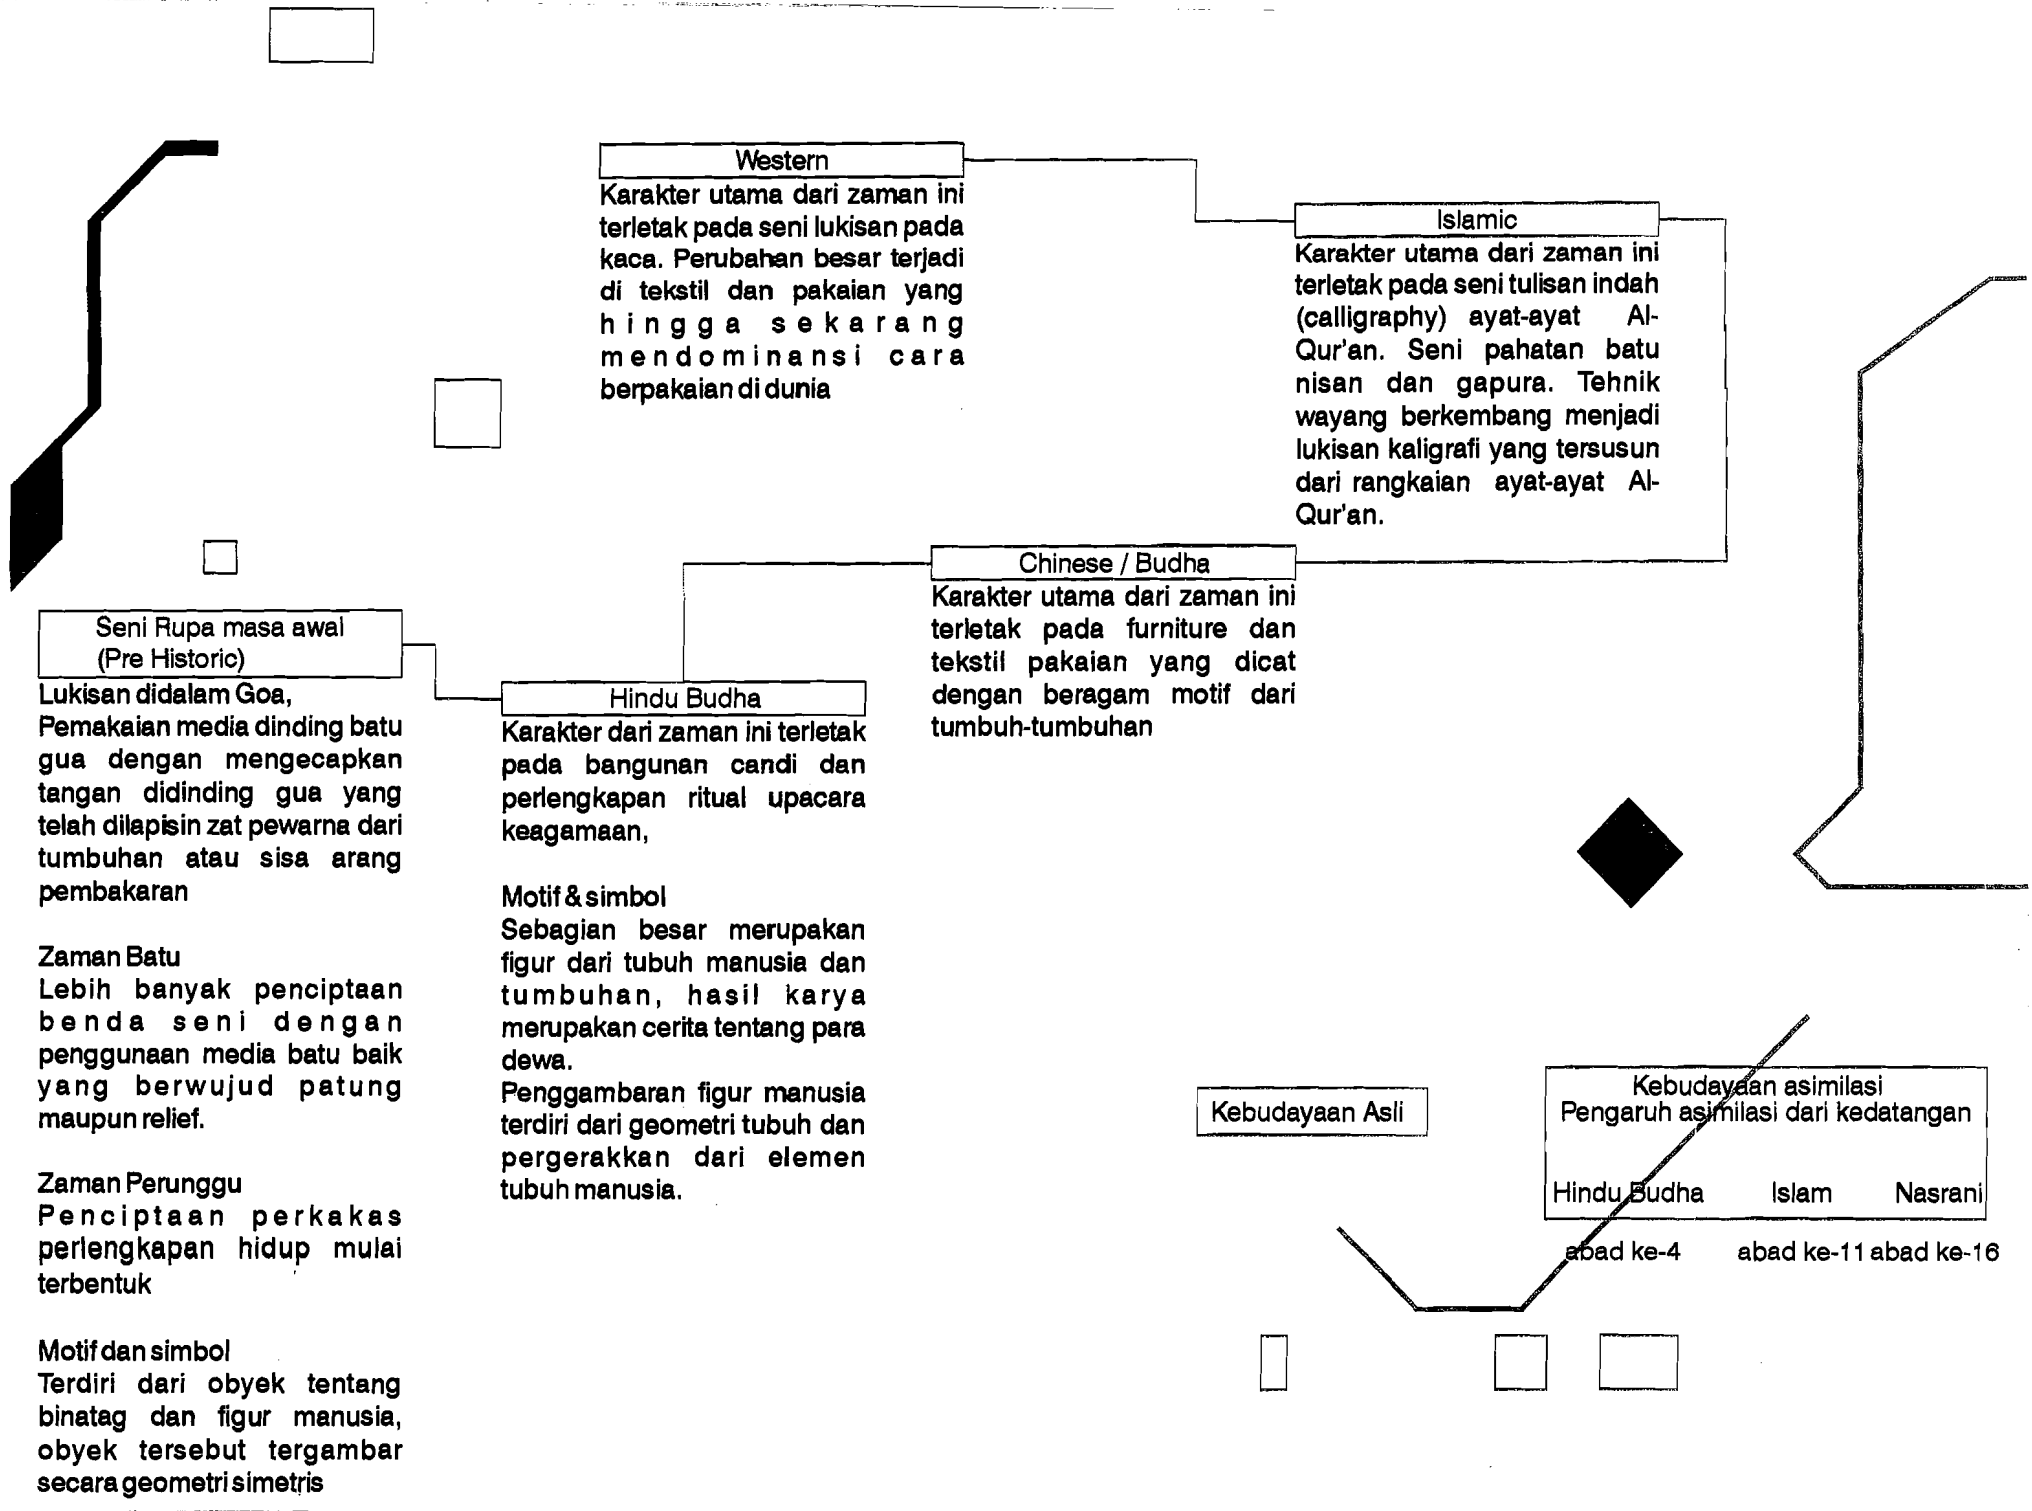 Western
Karakter utama dari zaman ini
terletak pada seni lukisan pada
kaca. Perubahan besar terjadi
di tekstil dan pakaian yang
hingga sekarang
mendominansi cara
berpakaian di dunia
Islamic
Karakter utama dari zaman ini
terletak pada seni tulisan indah
(calligraphy) ayat-ayat Al-
Qur'an. Seni pahatan batu
nisan dan gapura. Tehnik
wayang berkembang menjadi
lukisan kaligrafi yang tersusun
dari rangkaian ayat-ayat Al-
Qur'an.
Chinese / Budha
Karakter utama dari zaman ini
terletak pada furniture dan
tekstil pakaian yang dicat
dengan beragam motif dari
tumbuh-tumbuhan
Seni Rupa masa awal
(Pre Historic)
Lukisan didalam Goa,
Pemakaian media dinding batu
gua dengan mengecapkan
tangan didinding gua yang
telah dilapisin zat pewarna dari
tumbuhan atau sisa arang
pembakaran
Zaman Batu
Lebih banyak penciptaan
benda seni dengan
penggunaan media batu baik
yang berwujud patung
maupun relief.
Zaman Perunggu
Penciptaan perkakas
perlengkapan hidup mulai
terbentuk
Motif dan simbol
Terdiri dari obyek tentang
binatag dan figur manusia,
obyek tersebut tergambar
secara geometri simetris
Hindu Budha
Karakter dari zaman ini terletak
pada bangunan candi dan
perlengkapan ritual upacara
keagamaan,
Motif & simbol
Sebagian besar merupakan
figur dari tubuh manusia dan
tumbuhan, hasil karya
merupakan cerita tentang para
dewa.
Penggambaran figur manusia
terdiri dari geometri tubuh dan
pergerakkan dari elemen
tubuh manusia.
Kebudayaan Asli
Kebudayaan asimilasi
Pengaruh asimilasi dari kedatangan
Hindu Budha Islam Nasrani
abad ke-4 abad ke-11 abad ke-16